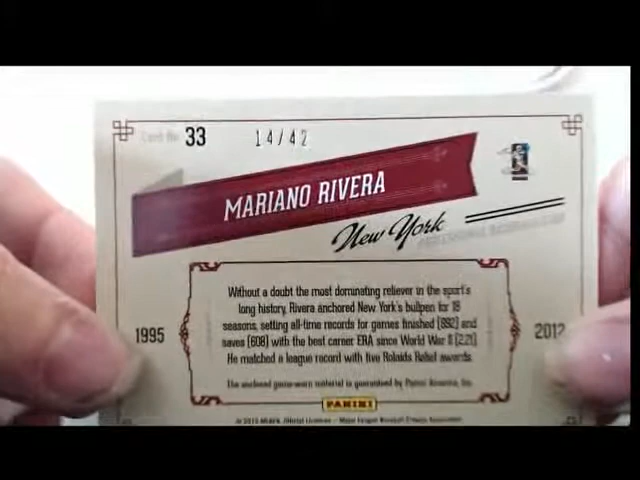 Card No 33 14/42
MARIANO RIVERA
New York
Without a doubt the most dominating reliever in the sport's
long history, Rivera anchored New York's bullpen for 18
seasons, setting all-time records for games finished (892) and
saves (608) with the best career ERA since World War II (2.21).
He matched a league record with five Rolaids Relief awards.
1995
2012
The enclosed game-worn material is guaranteed by Panini America, Inc.
PANINI